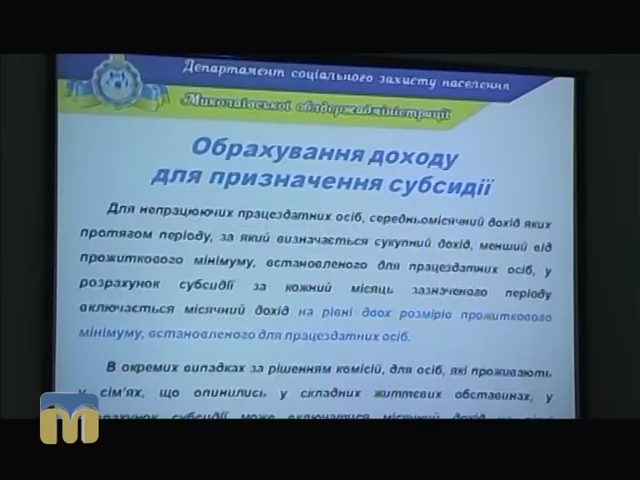 Департамент соціального захисту населення
Миколаївської облдержадміністрації
Обрахування доходу
для призначення субсидії
Для непрацюючих працездатних осіб, середньомісячний дохід яких
протягом періоду, за який визначається сукупний дохід, менший від
прожиткового мінімуму, встановленого для працездатних осіб, у
розрахунок субсидії за кожний місяць зазначеного періоду
включається місячний дохід на рівні двох розмірів прожиткового
мінімуму, встановленого для працездатних осіб.
В окремих випадках за рішенням комісій, для осіб, які проживають
у сім'ях, що опинились у складних життєвих обставинах, у
субсидії може включатися місячний дохід на рівні
M